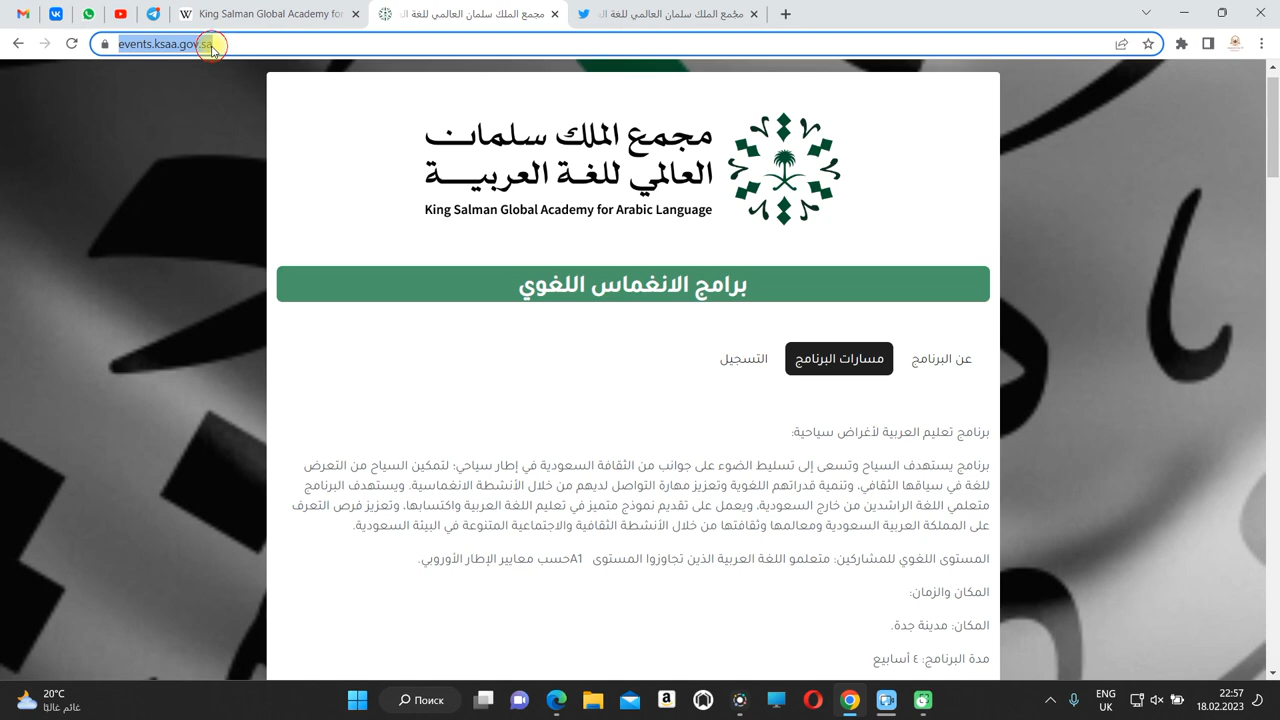 King Salman Global Academy for
مجمع الملك سلمان العالمي للغة ال
مجمع الملك سلمان العالمي للغة ال
events.ksaa.gov.sa
مجمع الملك سلمان
العالمي للغة العربية
King Salman Global Academy for Arabic Language
برامج الانغماس اللغوي
عن البرنامج
مسارات البرنامج
التسجيل
برنامج تعليم العربية لأغراض سياحية:
برنامج يستهدف السياح وتسعى إلى تسليط الضوء على جوانب من الثقافة السعودية في إطار سياحي؛ لتمكين السياح من التعرض
للغة في سياقها الثقافي، وتنمية قدراتهم اللغوية وتعزيز مهارة التواصل لديهم من خلال الأنشطة الانغماسية. ويستهدف البرنامج
متعلمي اللغة الراشدين من خارج السعودية، ويعمل على تقديم نموذج متميز في تعليم اللغة العربية واكتسابها، وتعزيز فرص التعرف
على المملكة العربية السعودية ومعالمها وثقافتها من خلال الأنشطة الثقافية والاجتماعية المتنوعة في البيئة السعودية.
المستوى اللغوي للمشاركين: متعلمو اللغة العربية الذين تجاوزوا المستوى A1حسب معايير الإطار الأوروبي.
المكان والزمان:
المكان: مدينة جدة.
مدة البرنامج: ٤ أسابيع
20°C
غائم غالبًا
Поиск
ENG
UK
22:57
18.02.2023